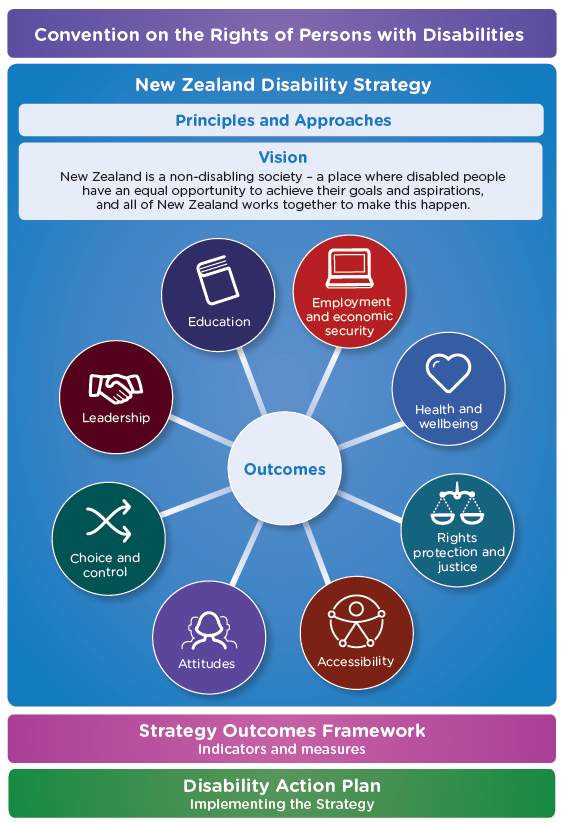 Convention on the Rights of Persons with Disabilities
New Zealand Disability Strategy
Principles and Approaches
Vision
New Zealand is a non-disabling society – a place where disabled people
have an equal opportunity to achieve their goals and aspirations,
and all of New Zealand works together to make this happen.
Education
Employment
and economic
security
Health and
wellbeing
Rights
protection and
justice
Accessibility
Attitudes
Choice and
control
Leadership
Outcomes
Strategy Outcomes Framework
Indicators and measures
Disability Action Plan
Implementing the Strategy